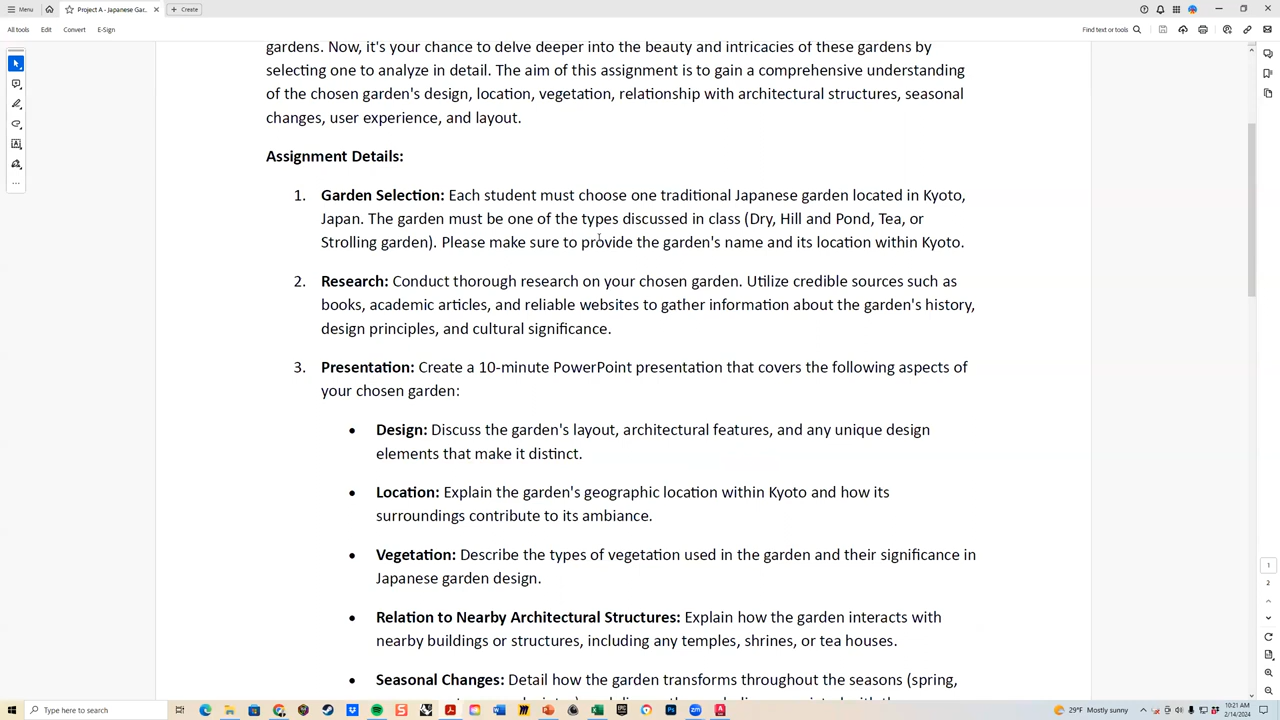 Menu
Project A - Japanese Gar...
Create
All tools
Edit
Convert
E-Sign
Find text or tools
gardens. Now, it's your chance to delve deeper into the beauty and intricacies of these gardens by
selecting one to analyze in detail. The aim of this assignment is to gain a comprehensive understanding
of the chosen garden's design, location, vegetation, relationship with architectural structures, seasonal
changes, user experience, and layout.
Assignment Details:
1. Garden Selection: Each student must choose one traditional Japanese garden located in Kyoto,
Japan. The garden must be one of the types discussed in class (Dry, Hill and Pond, Tea, or
Strolling garden). Please make sure to provide the garden's name and its location within Kyoto.
2. Research: Conduct thorough research on your chosen garden. Utilize credible sources such as
books, academic articles, and reliable websites to gather information about the garden's history,
design principles, and cultural significance.
3. Presentation: Create a 10-minute PowerPoint presentation that covers the following aspects of
your chosen garden:
• Design: Discuss the garden's layout, architectural features, and any unique design
elements that make it distinct.
• Location: Explain the garden's geographic location within Kyoto and how its
surroundings contribute to its ambiance.
• Vegetation: Describe the types of vegetation used in the garden and their significance in
Japanese garden design.
• Relation to Nearby Architectural Structures: Explain how the garden interacts with
nearby buildings or structures, including any temples, shrines, or tea houses.
• Seasonal Changes: Detail how the garden transforms throughout the seasons (spring,
1
2
Type here to search
29°F Mostly sunny
10:21 AM
2/14/2024